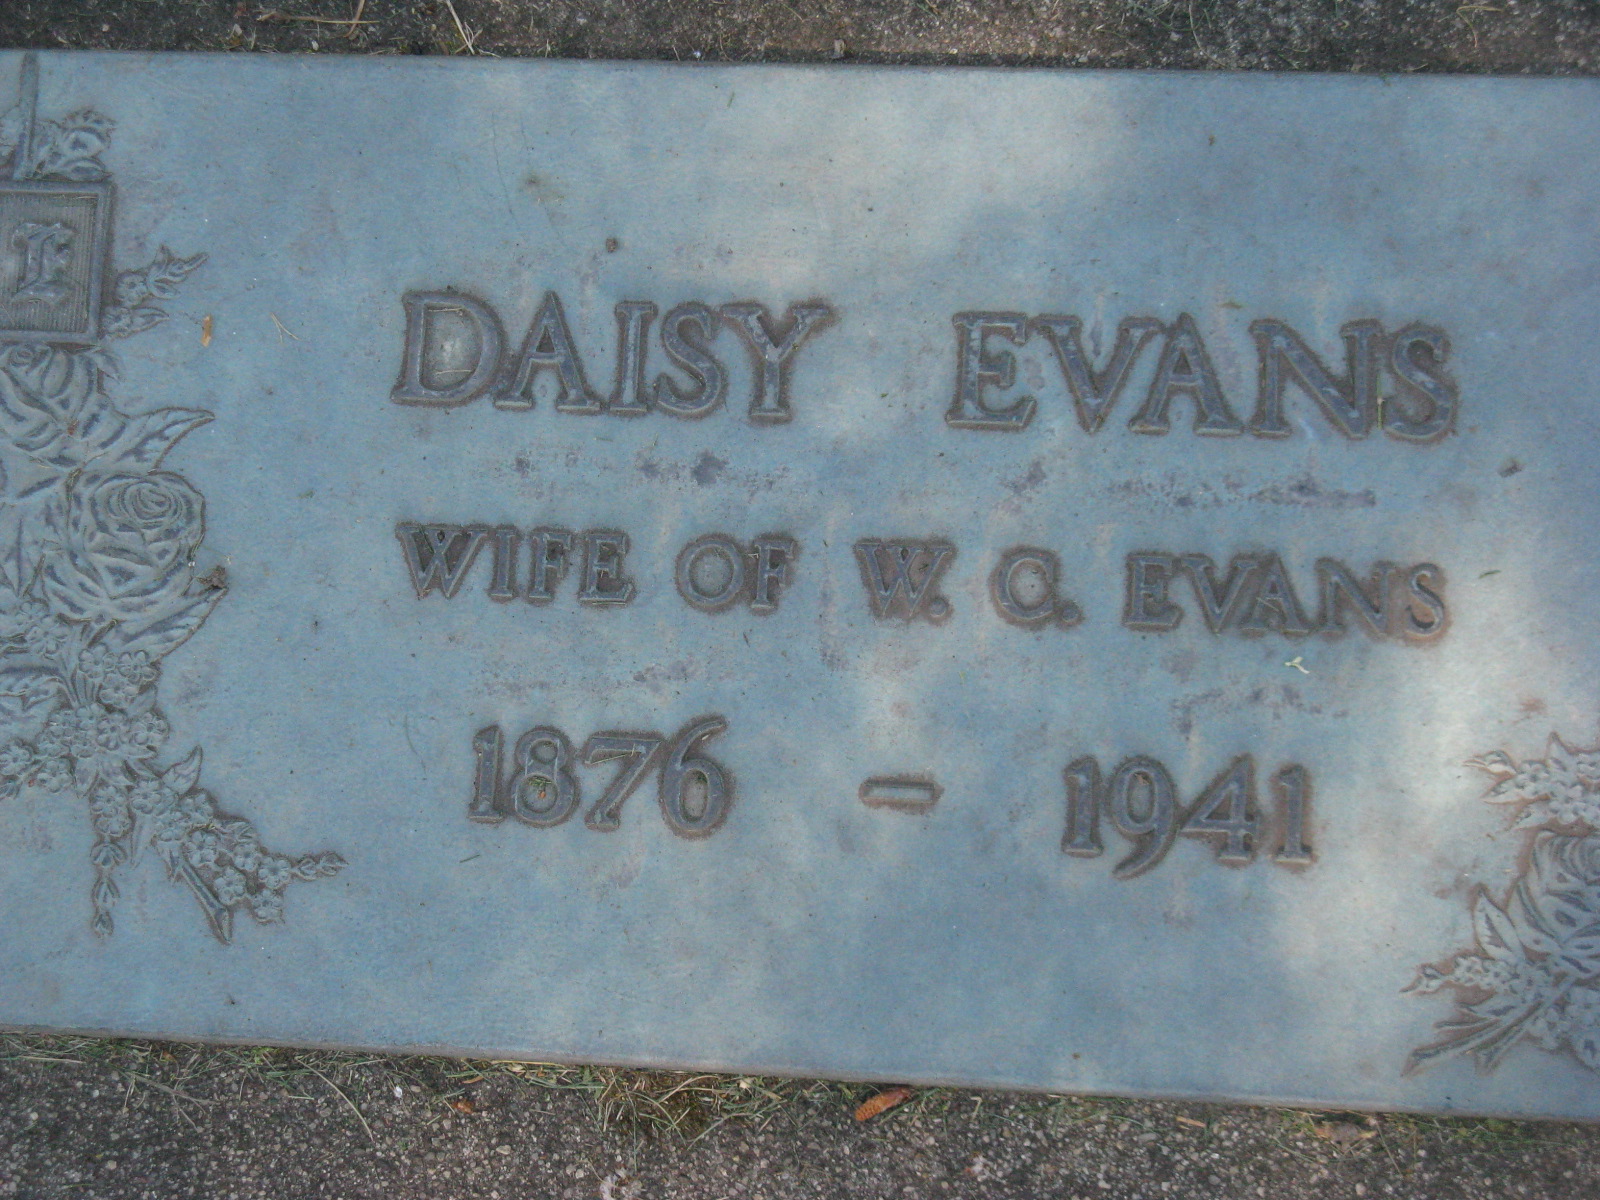 E
DAISY EVANS
WIFE OF W. C. EVANS
1876 – 1941